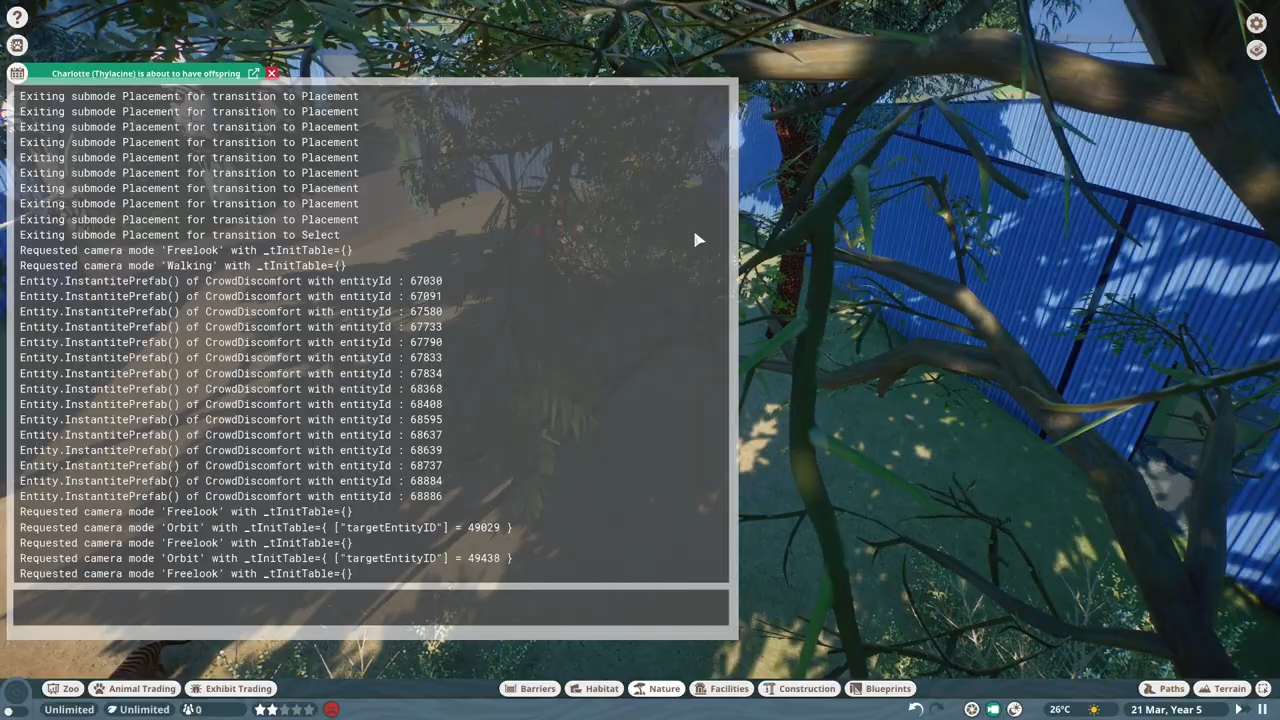 ?
Charlotte (Thylacine) is about to have offspring
Exiting submode Placement for transition to Placement
Exiting submode Placement for transition to Placement
Exiting submode Placement for transition to Placement
Exiting submode Placement for transition to Placement
Exiting submode Placement for transition to Placement
Exiting submode Placement for transition to Placement
Exiting submode Placement for transition to Placement
Exiting submode Placement for transition to Placement
Exiting submode Placement for transition to Placement
Exiting submode Placement for transition to Select
Requested camera mode 'Freelook' with _tInitTable={}
Requested camera mode 'Walking' with _tInitTable={}
Entity.InstantitePrefab() of CrowdDiscomfort with entityId : 67030
Entity.InstantitePrefab() of CrowdDiscomfort with entityId : 67091
Entity.InstantitePrefab() of CrowdDiscomfort with entityId : 67580
Entity.InstantitePrefab() of CrowdDiscomfort with entityId : 67733
Entity.InstantitePrefab() of CrowdDiscomfort with entityId : 67790
Entity.InstantitePrefab() of CrowdDiscomfort with entityId : 67833
Entity.InstantitePrefab() of CrowdDiscomfort with entityId : 67834
Entity.InstantitePrefab() of CrowdDiscomfort with entityId : 68368
Entity.InstantitePrefab() of CrowdDiscomfort with entityId : 68408
Entity.InstantitePrefab() of CrowdDiscomfort with entityId : 68595
Entity.InstantitePrefab() of CrowdDiscomfort with entityId : 68637
Entity.InstantitePrefab() of CrowdDiscomfort with entityId : 68639
Entity.InstantitePrefab() of CrowdDiscomfort with entityId : 68737
Entity.InstantitePrefab() of CrowdDiscomfort with entityId : 68884
Entity.InstantitePrefab() of CrowdDiscomfort with entityId : 68886
Requested camera mode 'Freelook' with _tInitTable={}
Requested camera mode 'Orbit' with _tInitTable={ ["targetEntityID"] = 49029 }
Requested camera mode 'Freelook' with _tInitTable={}
Requested camera mode 'Orbit' with _tInitTable={ ["targetEntityID"] = 49438 }
Requested camera mode 'Freelook' with _tInitTable={}
Zoo Animal Trading Exhibit Trading Barriers Habitat Nature Facilities Construction Blueprints Paths Terrain
Unlimited Unlimited 0 26°C 21 Mar, Year 5